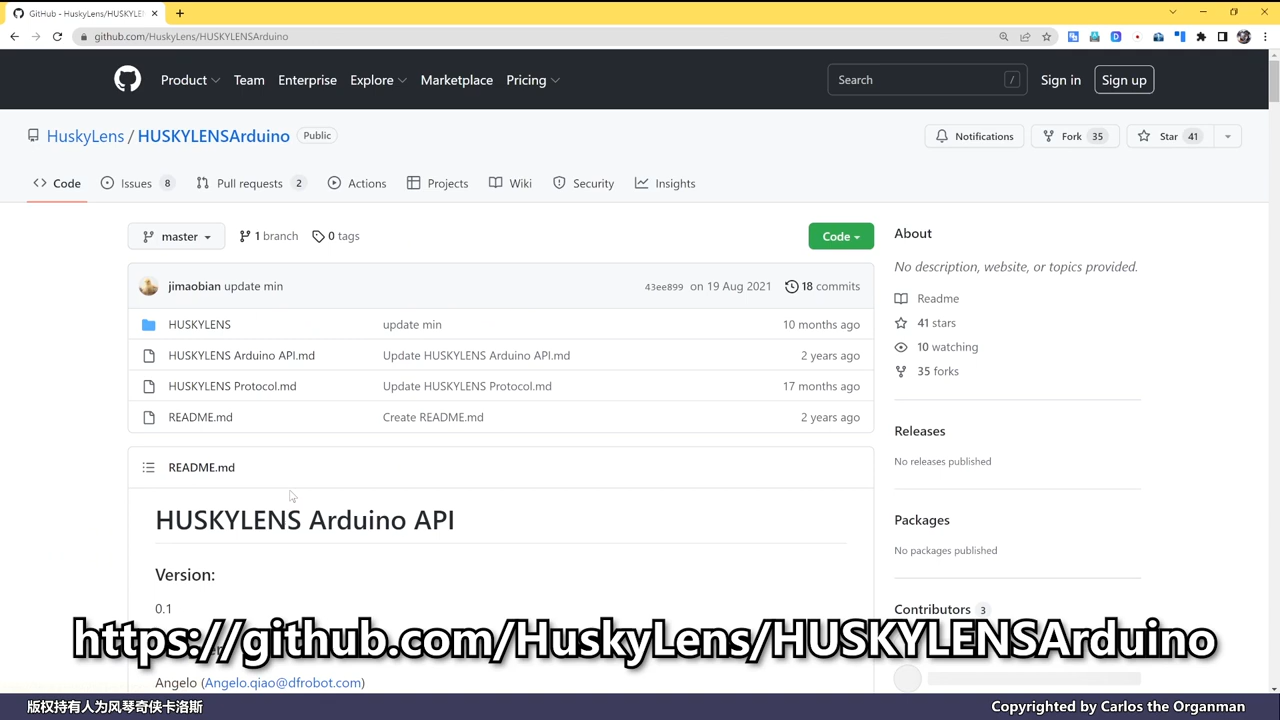 GitHub - HuskyLens/HUSKYLEN
github.com/HuskyLens/HUSKYLENSArduino
Product Team Enterprise Explore Marketplace Pricing Search / Sign in Sign up
HuskyLens / HUSKYLENSArduino Public Notifications Fork 35 Star 41
Code Issues 8 Pull requests 2 Actions Projects Wiki Security Insights
master 1 branch 0 tags Code
jimaobian update min 43ee899 on 19 Aug 2021 18 commits
HUSKYLENS update min 10 months ago
HUSKYLENS Arduino API.md Update HUSKYLENS Arduino API.md 2 years ago
HUSKYLENS Protocol.md Update HUSKYLENS Protocol.md 17 months ago
README.md Create README.md 2 years ago
README.md
HUSKYLENS Arduino API
Version:
0.1
Angelo (Angelo.qiao@dfrobot.com)
About
No description, website, or topics provided.
Readme
41 stars
10 watching
35 forks
Releases
No releases published
Packages
No packages published
Contributors 3
https://github.com/HuskyLens/HUSKYLENSArduino
版权持有人为风琴奇侠卡洛斯
Copyrighted by Carlos the Organman